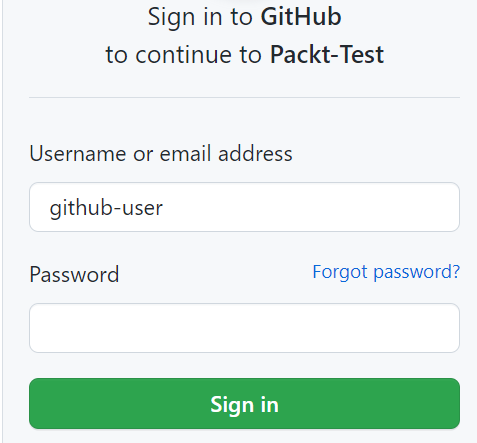 Sign in to GitHub
to continue to Packt-Test
Username or email address
github-user
Password Forgot password?
Sign in